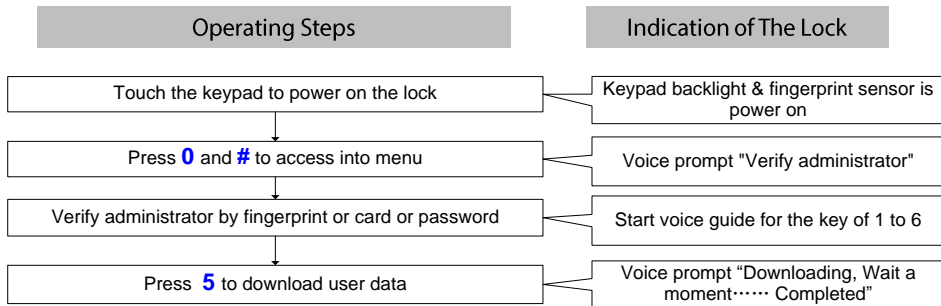 Operating Steps
Indication of The Lock
Touch the keypad to power on the lock
Keypad backlight & fingerprint sensor is
power on
Press 0 and # to access into menu
Voice prompt "Verify administrator"
Verify administrator by fingerprint or card or password
Start voice guide for the key of 1 to 6
Press 5 to download user data
Voice prompt “Downloading, Wait a
moment⋯⋯ Completed”